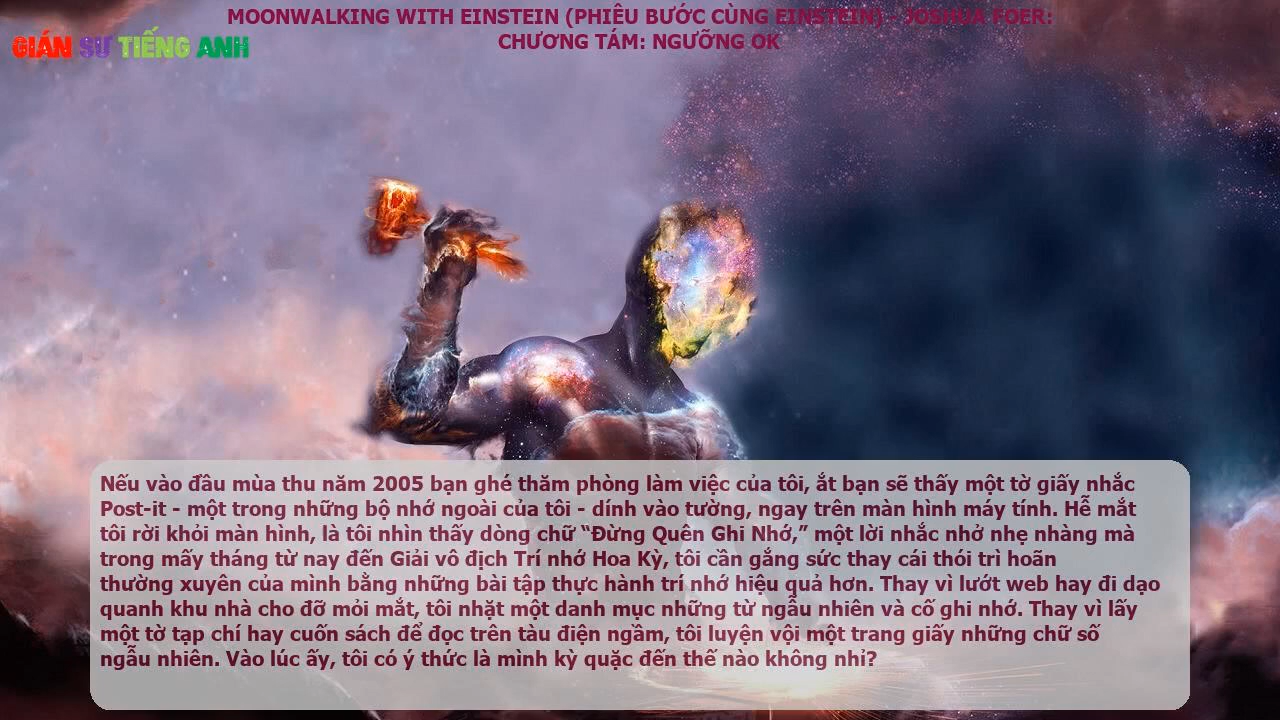 MOONWALKING WITH EINSTEIN (PHIÊU BƯỚC CÙNG EINSTEIN) - JOSHUA FOER:
CHƯƠNG TÁM: NGƯỠNG OK
GIÁN SƯ TIẾNG ANH
Nếu vào đầu mùa thu năm 2005 bạn ghé thăm phòng làm việc của tôi, ắt bạn sẽ thấy một tờ giấy nhắc
Post-it - một trong những bộ nhớ ngoài của tôi - dính vào tường, ngay trên màn hình máy tính. Hễ mắt
tôi rời khỏi màn hình, là tôi nhìn thấy dòng chữ “Đừng Quên Ghi Nhớ,” một lời nhắc nhở nhẹ nhàng mà
trong mấy tháng từ nay đến Giải vô địch Trí nhớ Hoa Kỳ, tôi cần gắng sức thay cái thói trì hoãn
thường xuyên của mình bằng những bài tập thực hành trí nhớ hiệu quả hơn. Thay vì lướt web hay đi dạo
quanh khu nhà cho đỡ mỏi mắt, tôi nhặt một danh mục những từ ngẫu nhiên và cố ghi nhớ. Thay vì lấy
một tờ tạp chí hay cuốn sách để đọc trên tàu điện ngầm, tôi luyện vội một trang giấy những chữ số
ngẫu nhiên. Vào lúc ấy, tôi có ý thức là mình kỳ quặc đến thế nào không nhỉ?